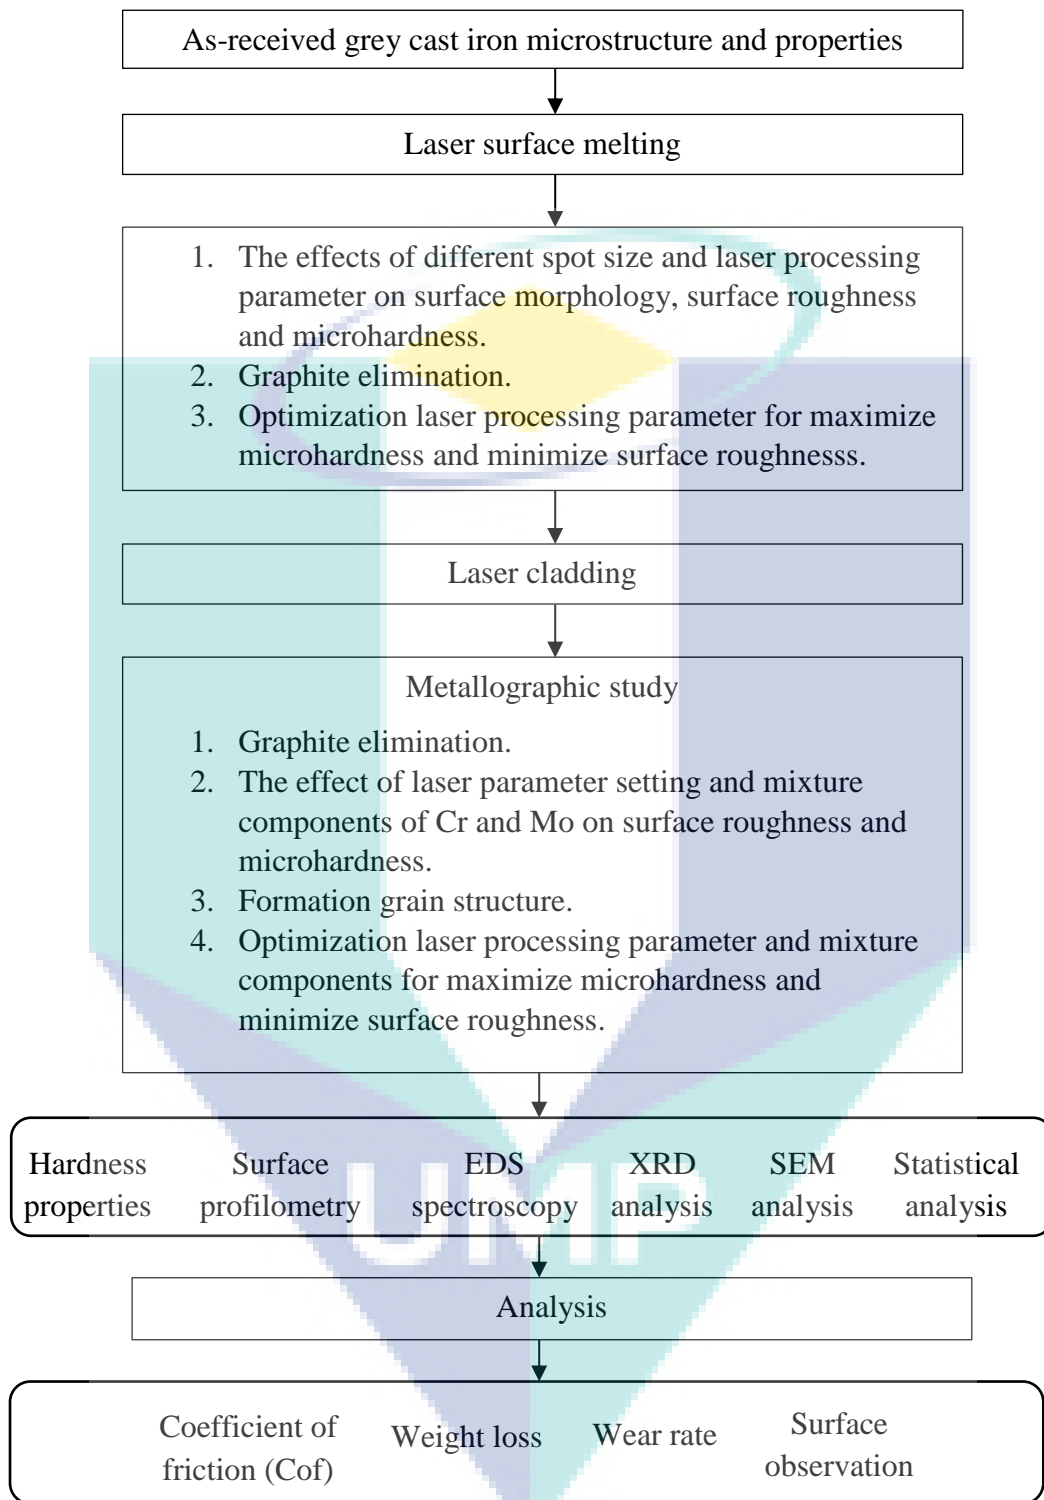 As-received grey cast iron microstructure and properties
Laser surface melting
1. The effects of different spot size and laser processing
parameter on surface morphology, surface roughness
and microhardness.
2. Graphite elimination.
3. Optimization laser processing parameter for maximize
microhardness and minimize surface roughnesss.
Laser cladding
Metallographic study
1. Graphite elimination.
2. The effect of laser parameter setting and mixture
components of Cr and Mo on surface roughness and
microhardness.
3. Formation grain structure.
4. Optimization laser processing parameter and mixture
components for maximize microhardness and
minimize surface roughness.
Hardness
properties
Surface
profilometry
EDS
spectroscopy
XRD
analysis
SEM
analysis
Statistical
analysis
UMP
Analysis
Coefficient of
friction (Cof)
Weight loss
Wear rate
Surface
observation